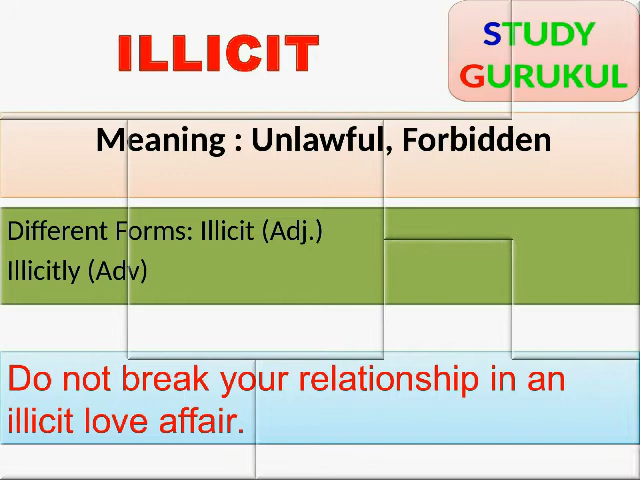 ILLICIT
STUDY
GURUKUL
Meaning : Unlawful, Forbidden
Different Forms: Illicit (Adj.)
Illicitly (Adv)
Do not break your relationship in an
illicit love affair.